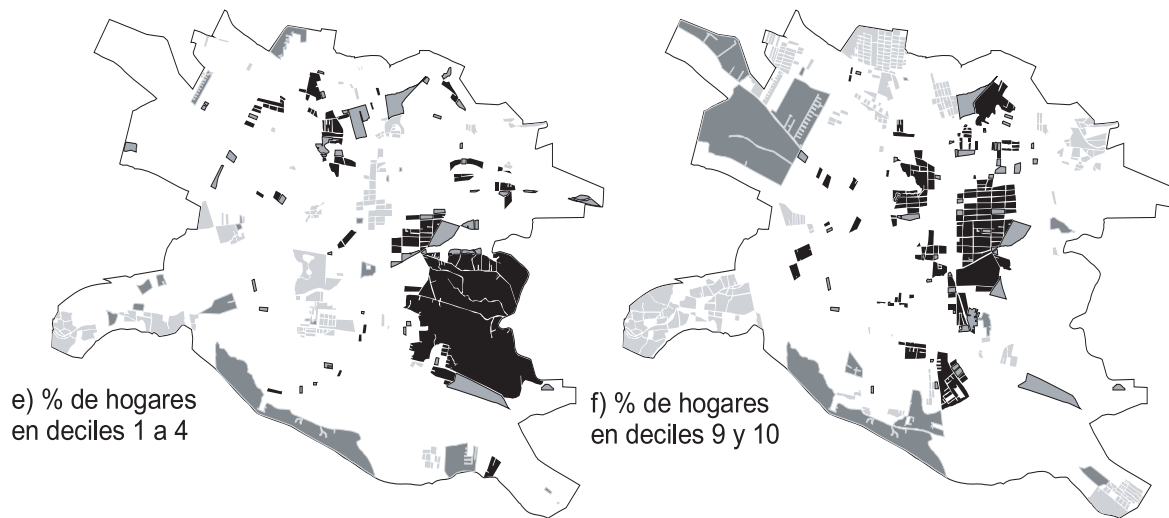 e) % de hogares
en deciles 1 a 4
f) % de hogares
en deciles 9 y 10